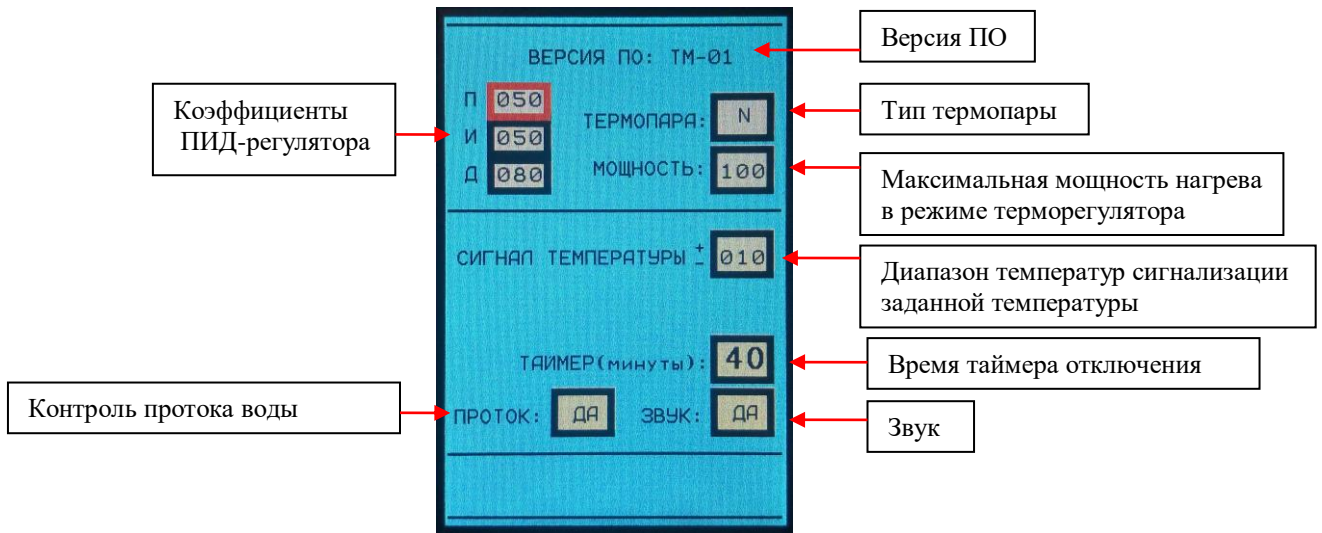 Версия ПО
ВЕРСИЯ ПО: ТМ-01
Коэффициенты
ПИД-регулятора
П 050
И 050
Д 080
ТЕРМОПАРА: N
Тип термопары
МОЩНОСТЬ: 100
Максимальная мощность нагрева
в режиме терморегулятора
СИГНАЛ ТЕМПЕРАТУРЫ ± 010
Диапазон температур сигнализации
заданной температуры
ТАЙМЕР(минуты): 40
Время таймера отключения
Контроль протока воды
ПРОТОК: ДА
ЗВУК: ДА
Звук